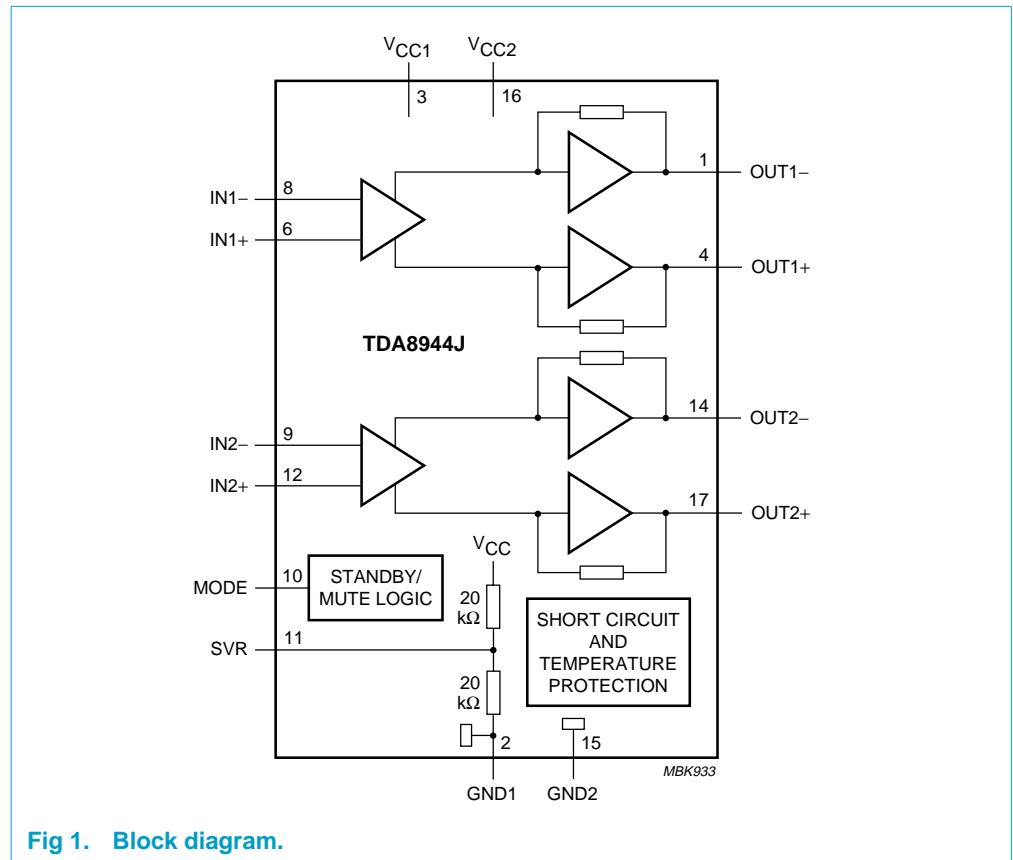 VCC1
VCC2
3
16
1
OUT1−
8
IN1−
6
IN1+
4
OUT1+
TDA8944J
14
OUT2−
9
IN2−
12
IN2+
17
OUT2+
VCC
10
MODE
STANDBY/
MUTE LOGIC
20
kΩ
SHORT CIRCUIT
AND
TEMPERATURE
PROTECTION
11
SVR
20
kΩ
2
15
MBK933
GND1
GND2
Fig 1. Block diagram.